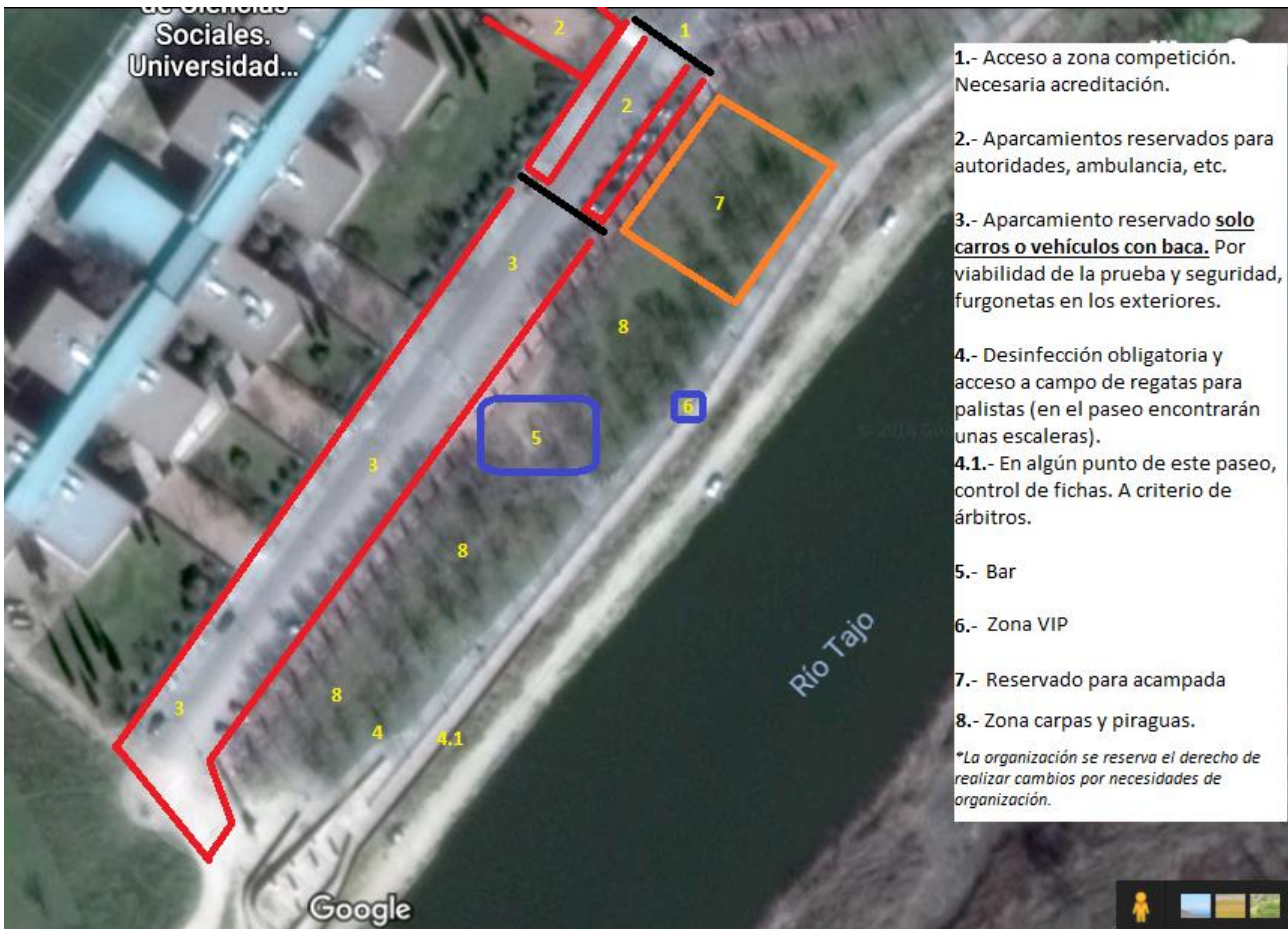 de Ciencias
Sociales.
Universidad...
2
1
2
7
3
8
6
5
3
8
8
3
4
4.1
Río Tajo
Google
1.- Acceso a zona competición.
Necesaria acreditación.
2.- Aparcamientos reservados para
autoridades, ambulancia, etc.
3.- Aparcamiento reservado solo
carros o vehículos con baca. Por
viabilidad de la prueba y seguridad,
furgonetas en los exteriores.
4.- Desinfección obligatoria y
acceso a campo de regatas para
palistas (en el paseo encontrarán
unas escaleras).
4.1.- En algún punto de este paseo,
control de fichas. A criterio de
árbitros.
5.- Bar
6.- Zona VIP
7.- Reservado para acampada
8.- Zona carpas y piraguas.
*La organización se reserva el derecho de
realizar cambios por necesidades de
organización.